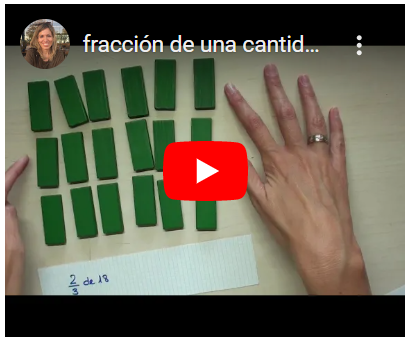 fracción de una cantid...
2/3 de 18